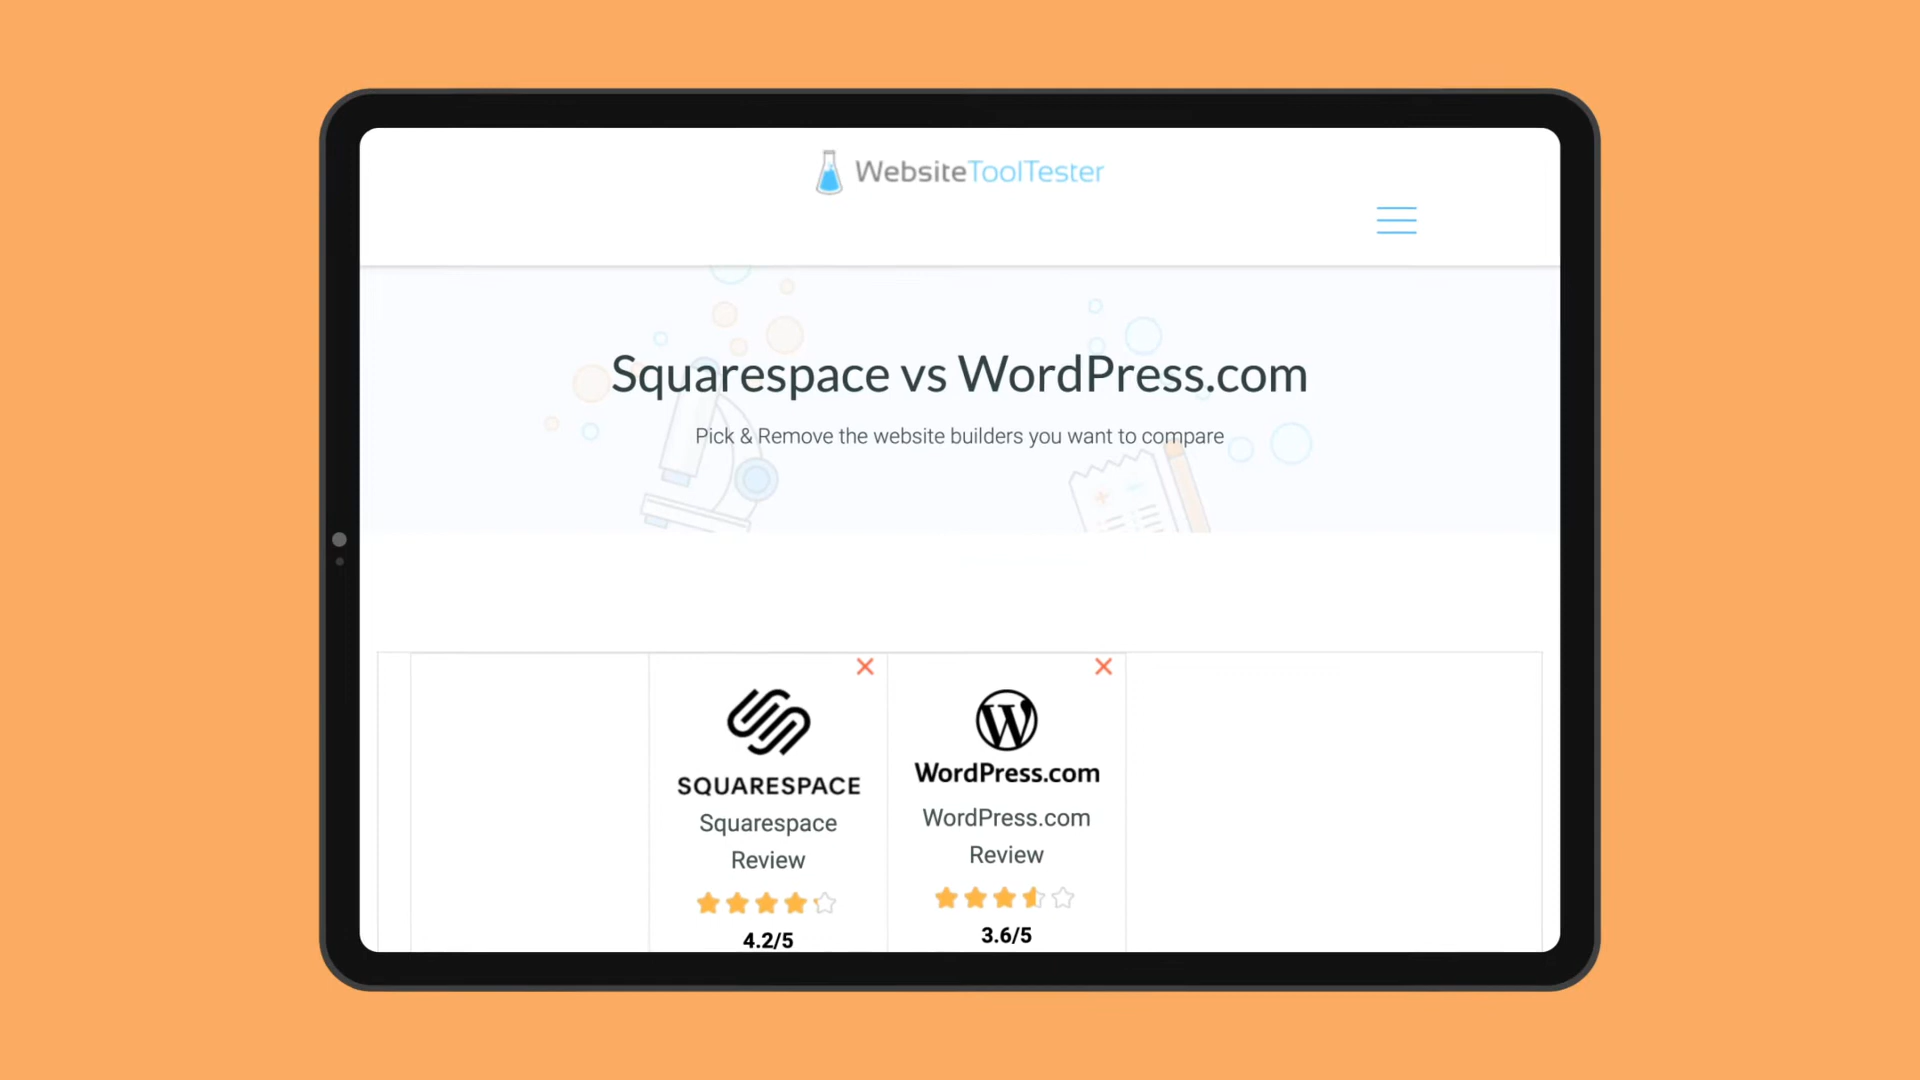 WebsiteToolTester
Squarespace vs WordPress.com
Pick & Remove the website builders you want to compare
SQUARESPACE
Squarespace
Review
4.2/5
WordPress.com
WordPress.com
Review
3.6/5